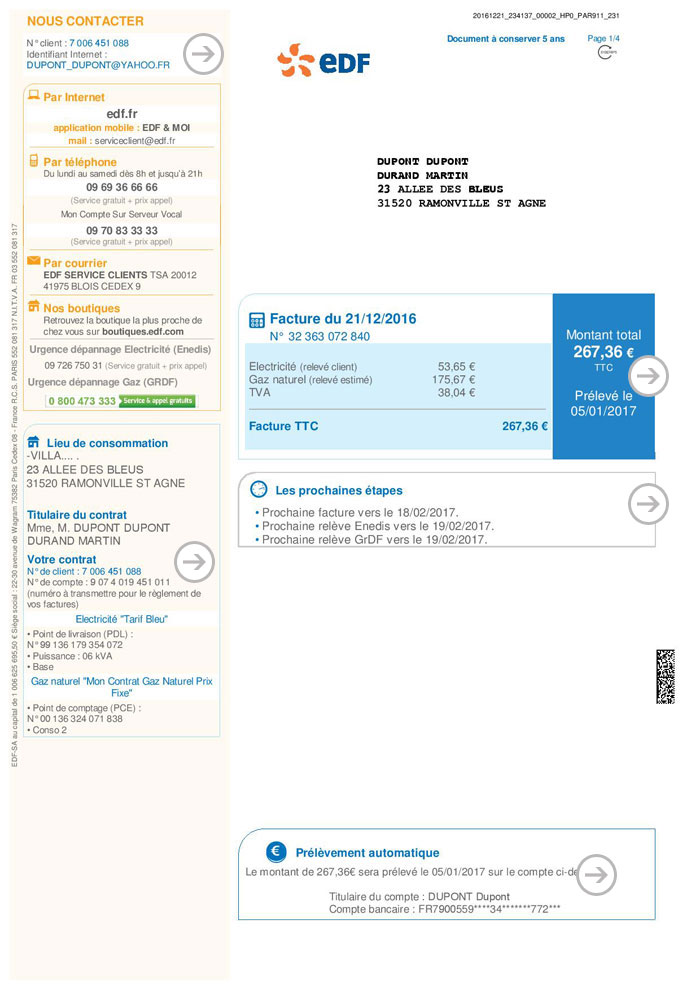 20161221_234137_00002_HP0_PAR911_231
NOUS CONTACTER
N° client : 7 006 451 088
Identifiant Internet :
DUPONT_DUPONT@YAHOO.FR
Par Internet
edf.fr
application mobile : EDF & MOI
mail : serviceclient@edf.fr
Par téléphone
Du lundi au samedi dès 8h et jusqu'à 21h
09 69 36 66 66
(Service gratuit + prix appel)
Mon Compte Sur Serveur Vocal
09 70 83 33 33
(Service gratuit + prix appel)
Par courrier
EDF SERVICE CLIENTS TSA 20012
41975 BLOIS CEDEX 9
Nos boutiques
Retrouvez la boutique la plus proche de
chez vous sur boutiques.edf.com
Urgence dépannage Electricité (Enedis)
09 726 750 31 (Service gratuit + prix appel)
Urgence dépannage Gaz (GRDF)
0 800 473 333 Service & appel gratuits
Lieu de consommation
-VILLA.... .
23 ALLEE DES BLEUS
31520 RAMONVILLE ST AGNE
Titulaire du contrat
Mme, M. DUPONT DUPONT
DURAND MARTIN
Votre contrat
N° de client : 7 006 451 088
N° de compte : 9 07 4 019 451 011
(numéro à transmettre pour le règlement de
vos factures)
Electricité "Tarif Bleu"
• Point de livraison (PDL) :
N° 99 136 179 354 072
• Puissance : 06 kVA
• Base
Gaz naturel "Mon Contrat Gaz Naturel Prix
Fixe"
• Point de comptage (PCE) :
N° 00 136 324 071 838
• Conso 2
EDF-SA au capital de 1 006 625 695,50 € Siège social : 22-30 avenue de Wagram 75382 Paris Cedex 08 - France R.C.S. PARIS 552 081 317 N.I.T.V.A. FR 03 552 081 317
edf
Document à conserver 5 ans
Page 1/4
DUPONT DUPONT
DURAND MARTIN
23 ALLEE DES BLEUS
31520 RAMONVILLE ST AGNE
Facture du 21/12/2016
N° 32 363 072 840
Electricité (relevé client) 53,65 €
Gaz naturel (relevé estimé) 175,67 €
TVA 38,04 €
Facture TTC 267,36 €
Montant total
267,36 €
TTC
Prélevé le
05/01/2017
Les prochaines étapes
• Prochaine facture vers le 18/02/2017.
• Prochaine relève Enedis vers le 19/02/2017.
• Prochaine relève GrDF vers le 19/02/2017.
Prélèvement automatique
Le montant de 267,36€ sera prélevé le 05/01/2017 sur le compte ci-de
Titulaire du compte : DUPONT Dupont
Compte bancaire : FR7900559****34*******772***